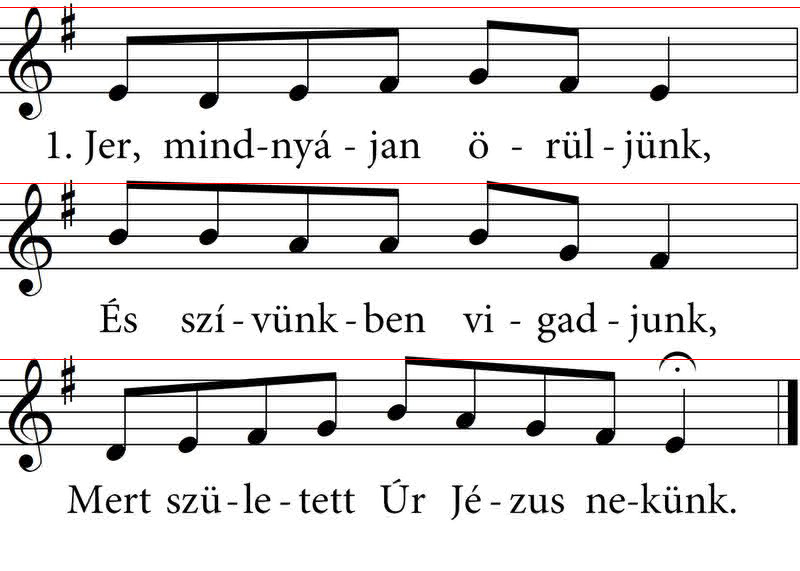 1. Jer, mind-nyá - jan ö - rül - jünk,
És szí - vünk - ben vi - gad - junk,
Mert szü - le - tett Úr Jé - zus ne-künk.